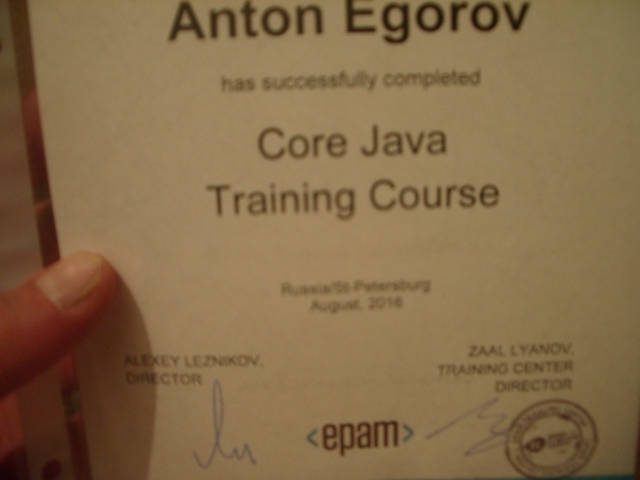 Anton Egorov
has successfully completed
Core Java
Training Course
Russia/St-Petersburg
August, 2016
ALEXEY LEZNIKOV,
DIRECTOR
ZAAL LYANOV,
TRAINING CENTER
DIRECTOR
<epam>